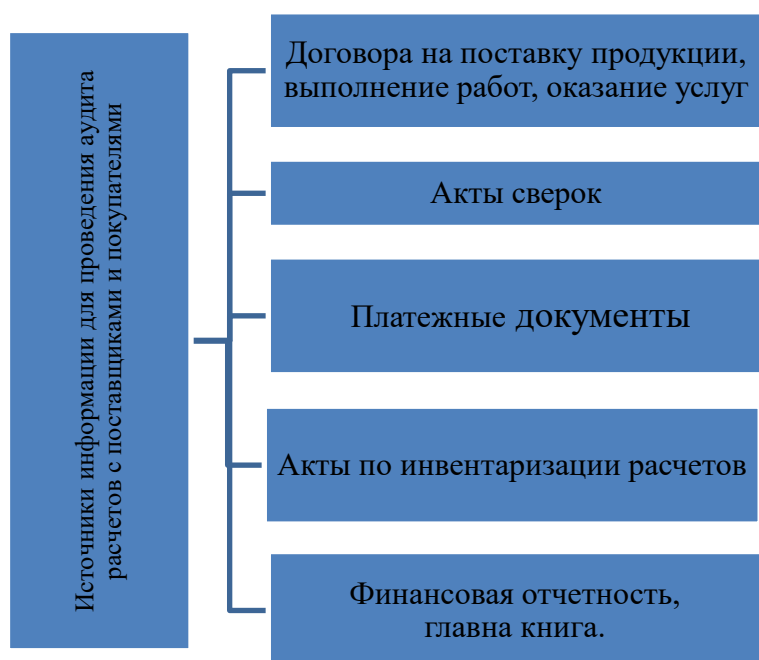 Источники информации для проведения аудита
расчетов с поставщиками и покупателями
Договора на поставку продукции,
выполнение работ, оказание услуг
Акты сверок
Платежные документы
Акты по инвентаризации расчетов
Финансовая отчетность,
главна книга.